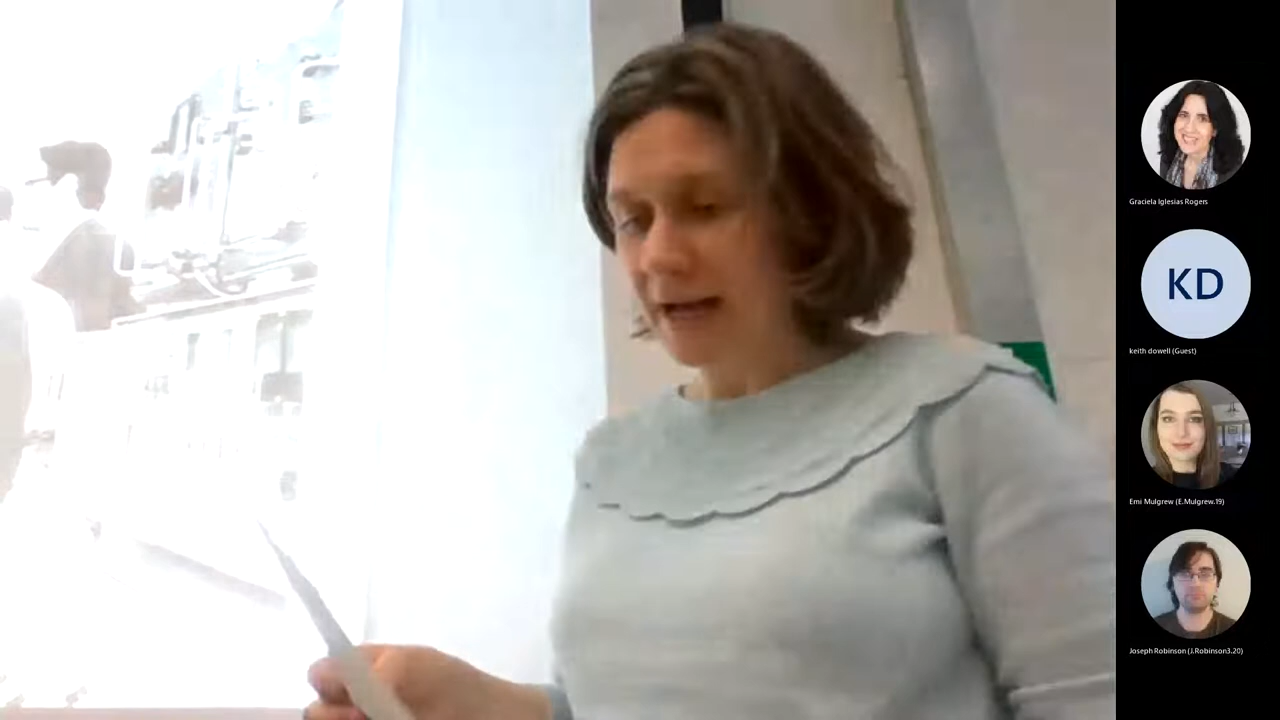 Graciela Iglesias Rogers
KD
keith dowell (Guest)
Emi Mulgrew (E.Mulgrew.19)
Joseph Robinson (J.Robinson3.20)